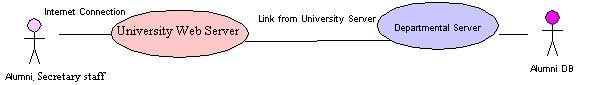 Internet Connection
University Web Server
Link from University Server
Departmental Server
Alumni, Secretary staff
Alumni DB